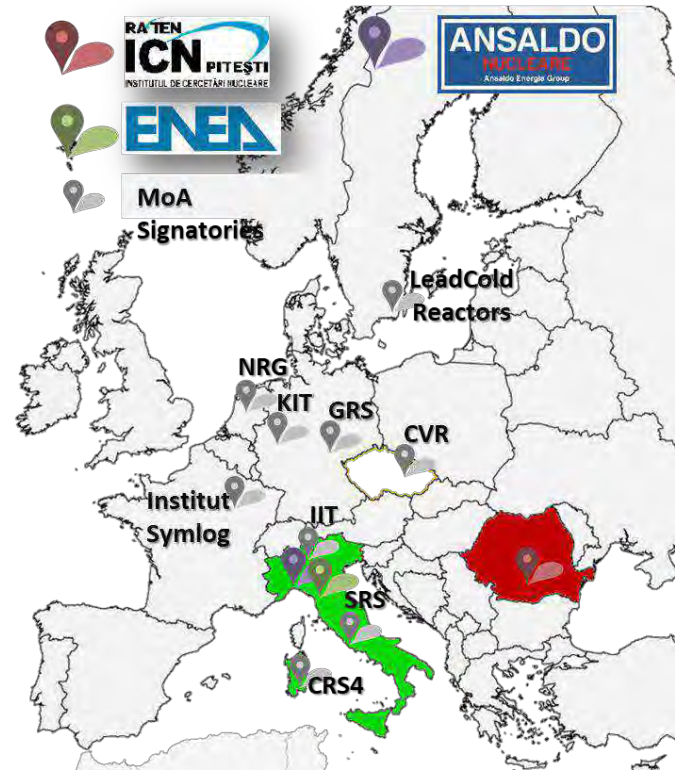 RATEN
ICN PITEȘTI
INSTITUTUL DE CERCETĂRI NUCLEARE
ANSALDO
NUCLEARE
Ansaldo Energia Group
ENEA
MoA
Signatories
LeadCold
Reactors
NRG
KIT
GRS
CVR
Institut
Symlog
IIT
SRS
CRS4